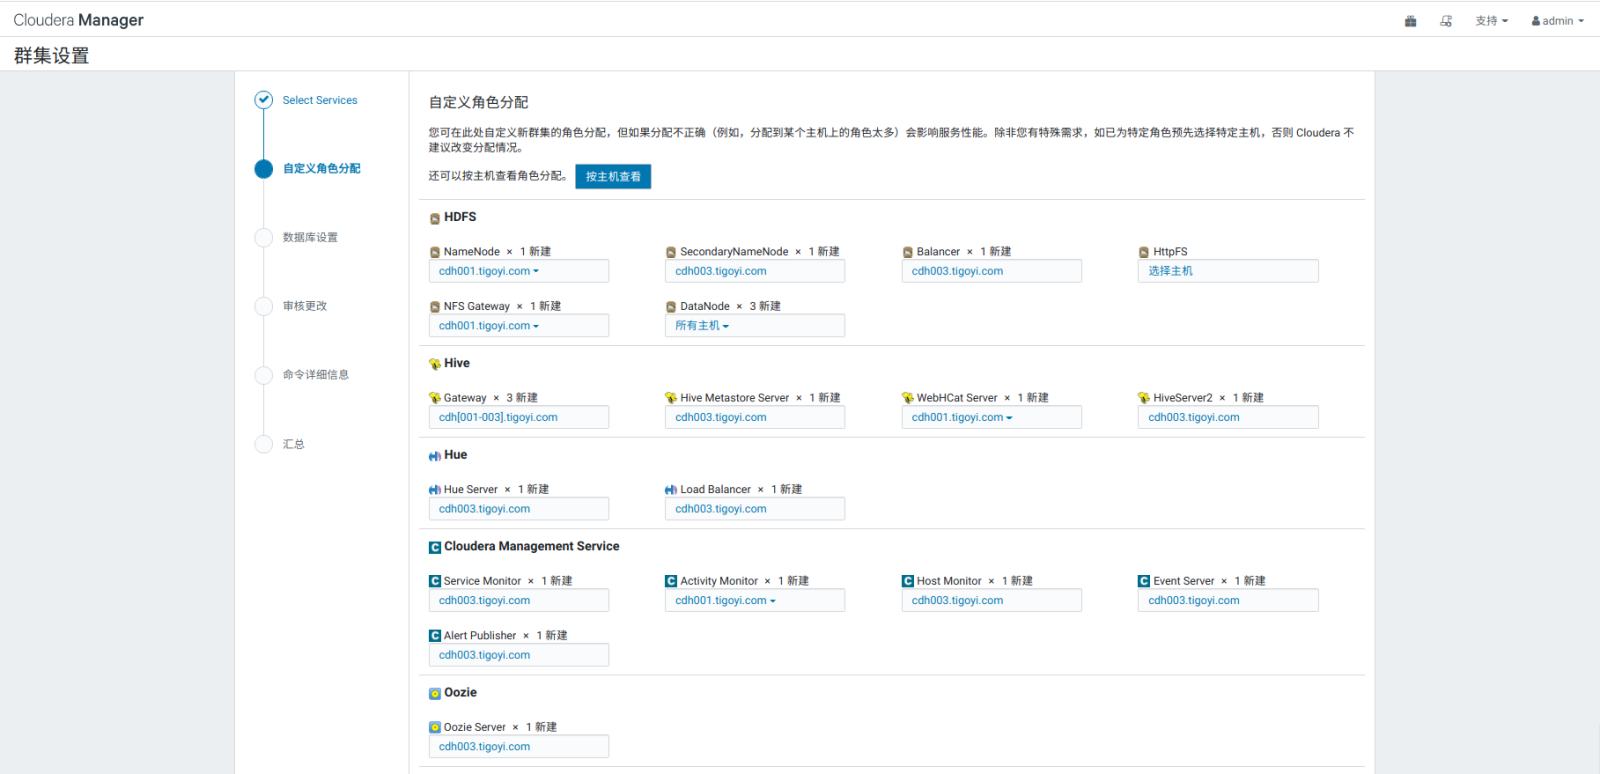 Cloudera Manager
支持
admin
群集设置
Select Services
自定义角色分配
数据库设置
审核更改
命令详细信息
汇总
自定义角色分配
您可在此处自定义新群集的角色分配，但如果分配不正确（例如，分配到某个主机上的角色太多）会影响服务性能。除非您有特殊需求，如已为特定角色预先选择特定主机，否则 Cloudera 不
建议改变分配情况。
还可以按主机查看角色分配。 按主机查看
HDFS
NameNode × 1 新建
cdh001.tigoyi.com
SecondaryNameNode × 1 新建
cdh003.tigoyi.com
Balancer × 1 新建
cdh003.tigoyi.com
HttpFS
选择主机
NFS Gateway × 1 新建
cdh001.tigoyi.com
DataNode × 3 新建
所有主机
Hive
Gateway × 3 新建
cdh[001-003].tigoyi.com
Hive Metastore Server × 1 新建
cdh003.tigoyi.com
WebHCat Server × 1 新建
cdh001.tigoyi.com
HiveServer2 × 1 新建
cdh003.tigoyi.com
Hue
Hue Server × 1 新建
cdh003.tigoyi.com
Load Balancer × 1 新建
cdh003.tigoyi.com
Cloudera Management Service
Service Monitor × 1 新建
cdh003.tigoyi.com
Activity Monitor × 1 新建
cdh001.tigoyi.com
Host Monitor × 1 新建
cdh003.tigoyi.com
Event Server × 1 新建
cdh003.tigoyi.com
Alert Publisher × 1 新建
cdh003.tigoyi.com
Oozie
Oozie Server × 1 新建
cdh003.tigoyi.com